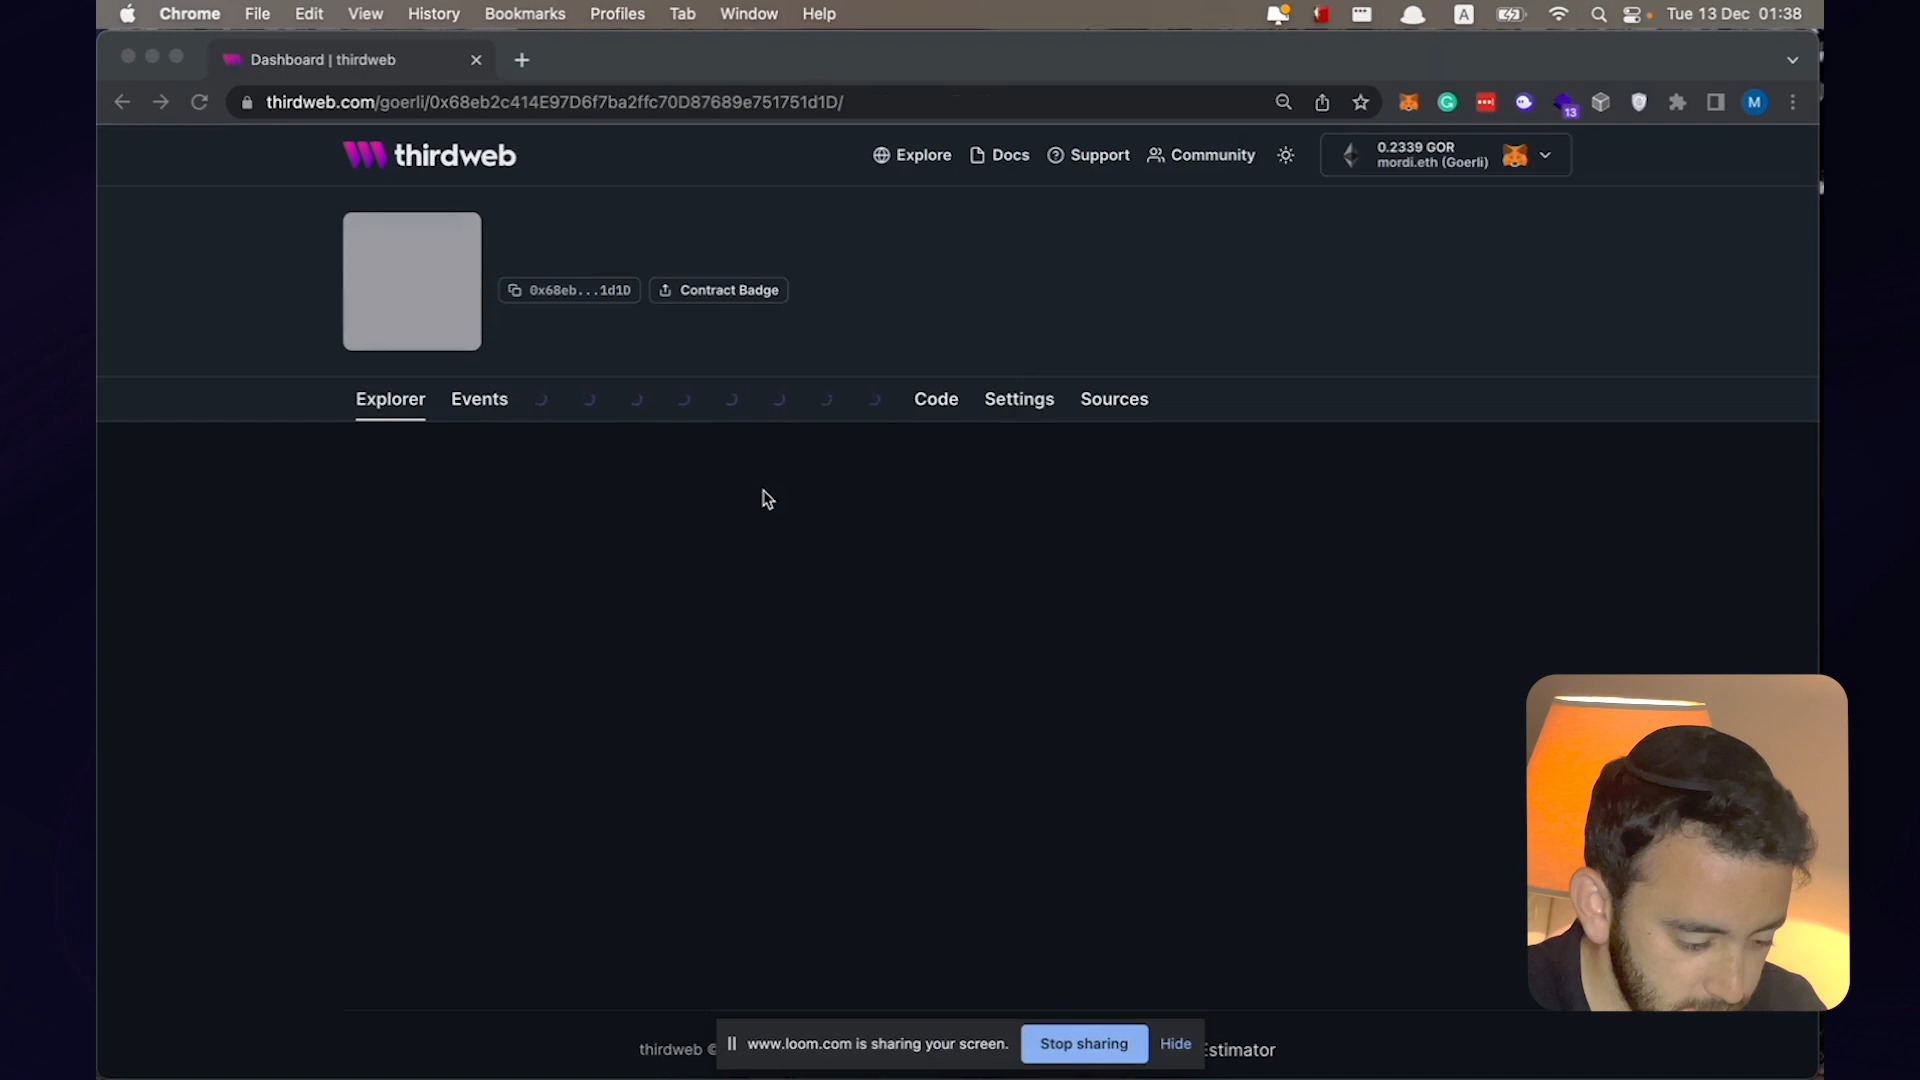 Chrome File Edit View History Bookmarks Profiles Tab Window Help A Tue 13 Dec 01:38
Dashboard | thirdweb
thirdweb.com/goerli/0x68eb2c414E97D6f7ba2ffc70D87689e751751d1D/ 13 M
thirdweb Explore Docs Support Community 0.2339 GOR
mordi.eth (Goerli)
0x68eb...1d1D Contract Badge
Explorer Events Code Settings Sources
www.loom.com is sharing your screen. Stop sharing Hide
thirdweb © Estimator